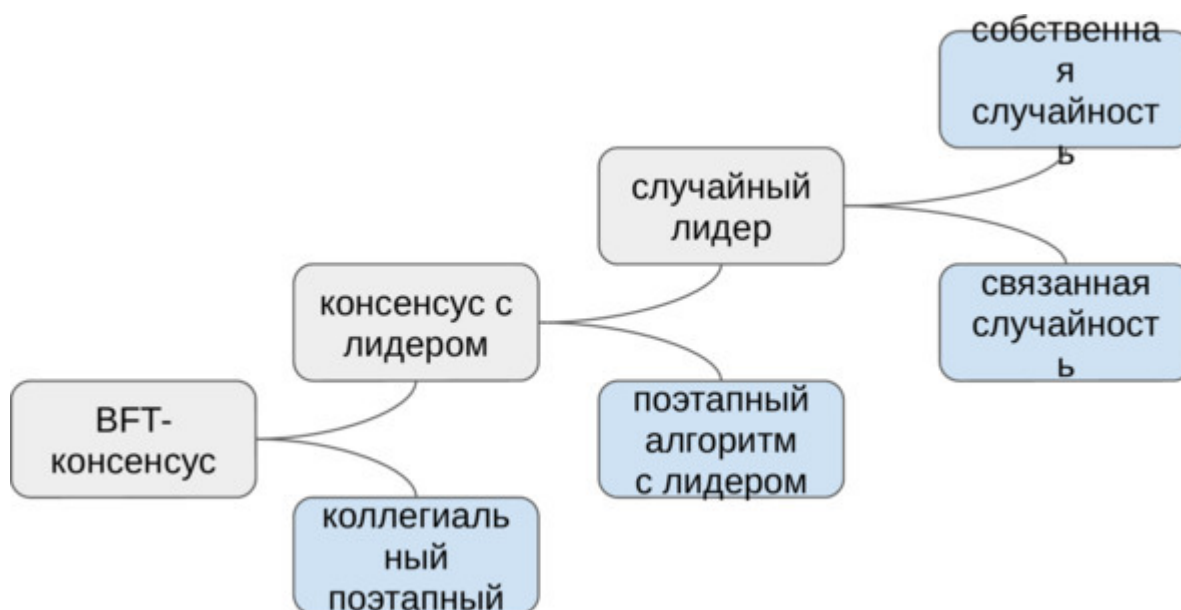 собственна
я
случайност
ь
случайный
лидер
связанная
случайност
ь
консенсус с
лидером
поэтапный
алгоритм
с лидером
BFT-
консенсус
коллегиаль
ный
поэтапный